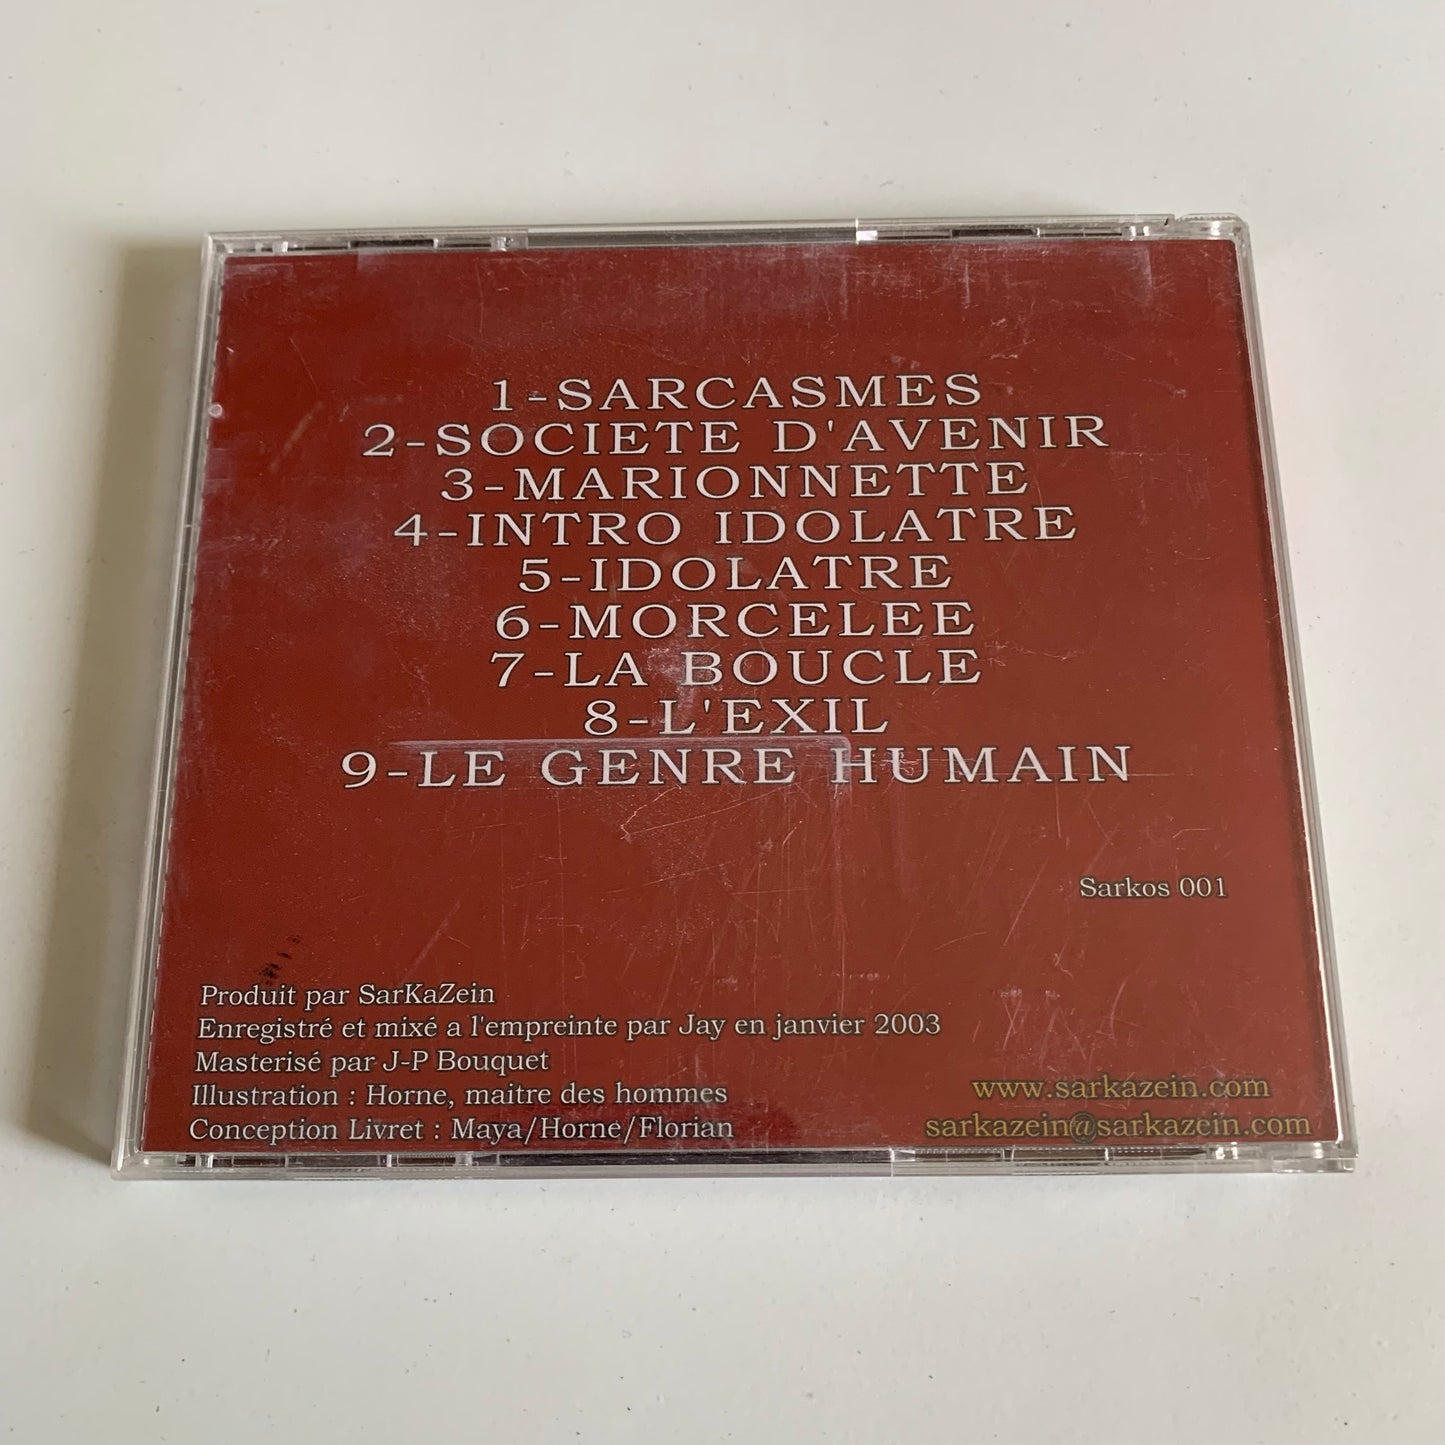 1-SARCASMES
2-SOCIETE D'AVENIR
3-MARIONNETTE
4-INTRO IDOLATRE
5-IDOLATRE
6-MORCELEE
7-LA BOUCLE
8-L'EXIL
9-LE GENRE HUMAIN
Sarkos 001
Produit par SarKaZein
Enregistré et mixé a l'empreinte par Jay en janvier 2003
Masterisé par J-P Bouquet
Illustration : Horne, maitre des hommes
Conception Livret : Maya/Horne/Florian
www.sarkazein.com
sarkazein@sarkazein.com